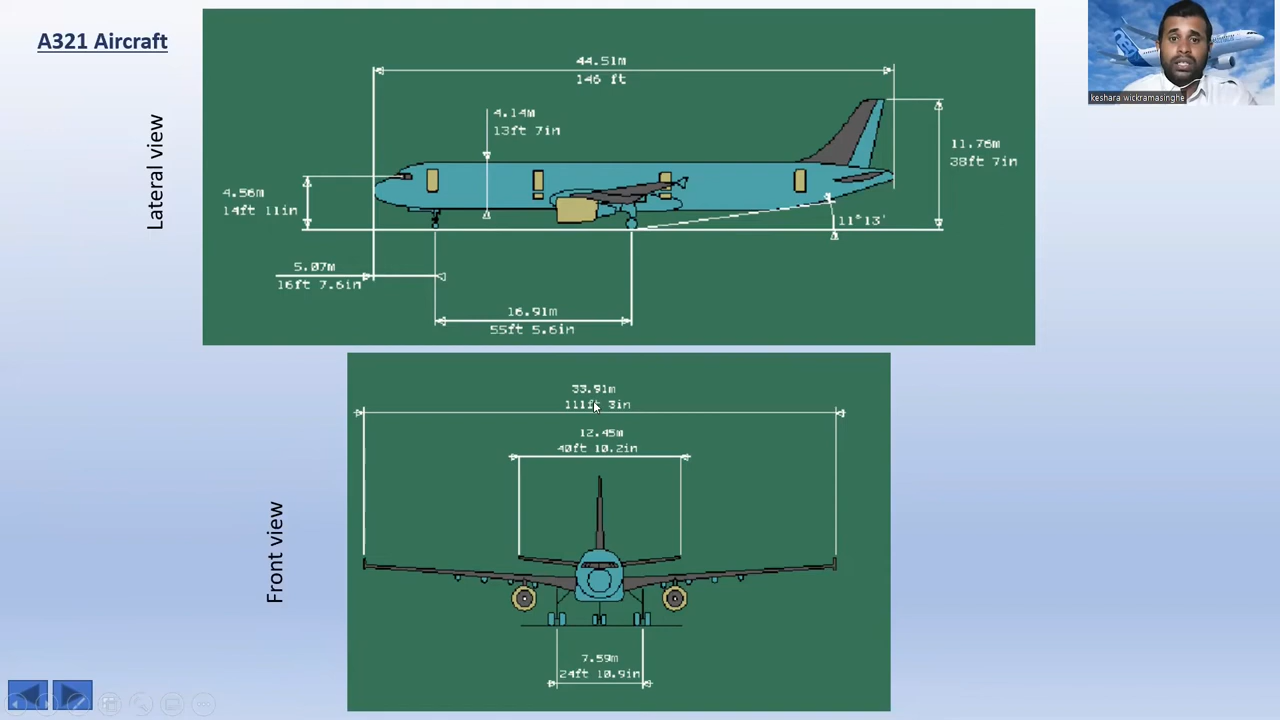 A321 Aircraft
keshara wickramasinghe
Lateral view
44.51m
146 ft
4.14m
13ft 7in
11.76m
38ft 7in
4.56m
14ft 11in
11°13'
5.07m
16ft 7.6in
16.91m
55ft 5.6in
Front view
33.91m
111ft 3in
12.45m
40ft 10.2in
7.59m
24ft 10.9in